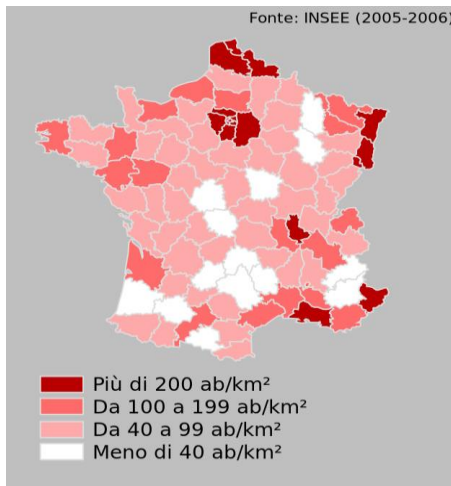 Fonte: INSEE (2005-2006)
Più di 200 ab/km²
Da 100 a 199 ab/km²
Da 40 a 99 ab/km²
Meno di 40 ab/km²